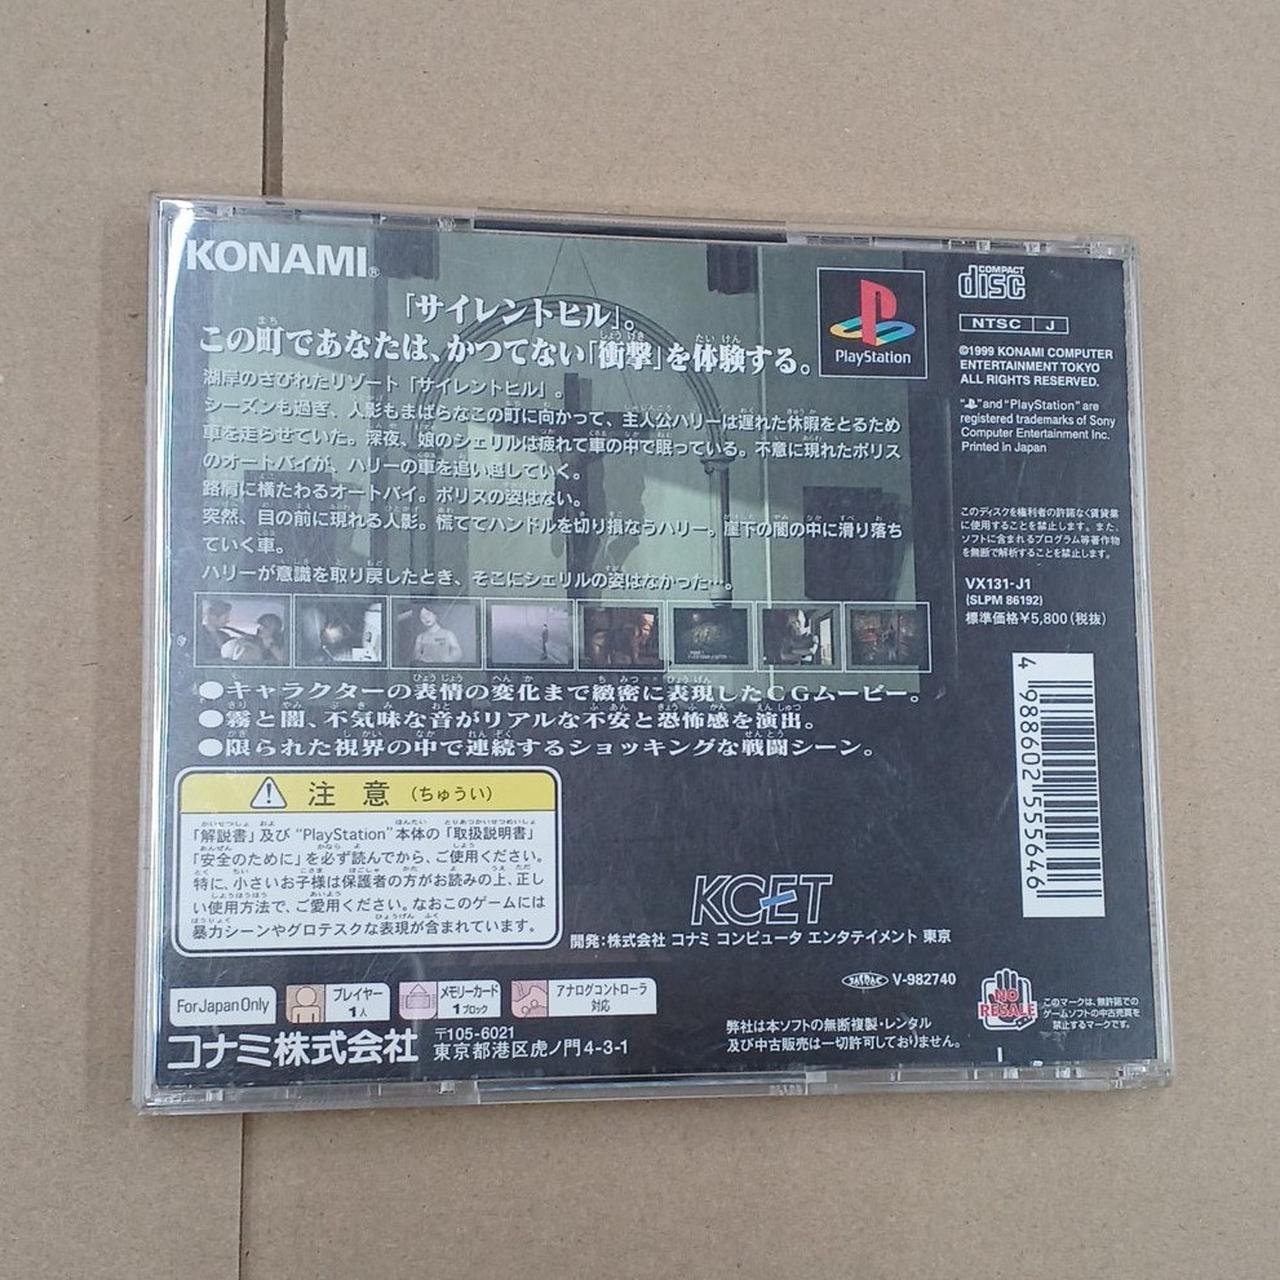 KONAMI®
「サイレントヒル」。
この町であなたは、かつてない「衝撃」を体験する。
湖岸のさびれたリゾート「サイレントヒル」。
シーズンも過ぎ、人影もまばらなこの町に向かって、主人公ハリーは遅れた休暇をとるため
車を走らせていた。深夜、娘のシェリルは疲れて車の中で眠っている。不意に現れたポリス
のオートバイが、ハリーの車を追い越していく。
路肩に横たわるオートバイ。ポリスの姿はない。
突然、目の前に現れる人影。慌ててハンドルを切り損なうハリー。崖下の闇の中に滑り落ち
ていく車。
ハリーが意識を取り戻したとき、そこにシェリルの姿はなかった…。
●キャラクターの表情の変化まで緻密に表現したCGムービー。
●霧と闇、不気味な音がリアルな不安と恐怖感を演出。
●限られた視界の中で連続するショッキングな戦闘シーン。
注意(ちゅうい)
「解説書」及び“PlayStation”本体の「取扱説明書」
「安全のために」を必ず読んでから、ご使用ください。
特に、小さいお子様は保護者の方がお読みの上、正し
い使用方法で、ご愛用ください。なおこのゲームには
暴力シーンやグロテスクな表現が含まれています。
For Japan Only
プレイヤー
1人
メモリーカード
1ブロック
アナログコントローラ
対応
コナミ株式会社
〒105-6021
東京都港区虎ノ門4-3-1
KCET
開発:株式会社 コナミ コンピュータ エンタテイメント 東京
V-982740
弊社は本ソフトの無断複製・レンタル
及び中古販売は一切許可しておりません。
NO
RESALE
このマークは、無許諾での
ゲームソフトの中古売買を
禁止するマークです。
PlayStation
COMPACT
disc
NTSC J
©1999 KONAMI COMPUTER
ENTERTAINMENT TOKYO
ALL RIGHTS RESERVED.
“ ” and “PlayStation” are
registered trademarks of Sony
Computer Entertainment Inc.
Printed in Japan
このディスクを権利者の許諾なく賃貸業
に使用することを禁止します。また、
ソフトに含まれるプログラム等著作物
を無断で解析することを禁止します。
VX131-J1
(SLPM 86192)
標準価格¥5,800(税抜)
4 988602 555646